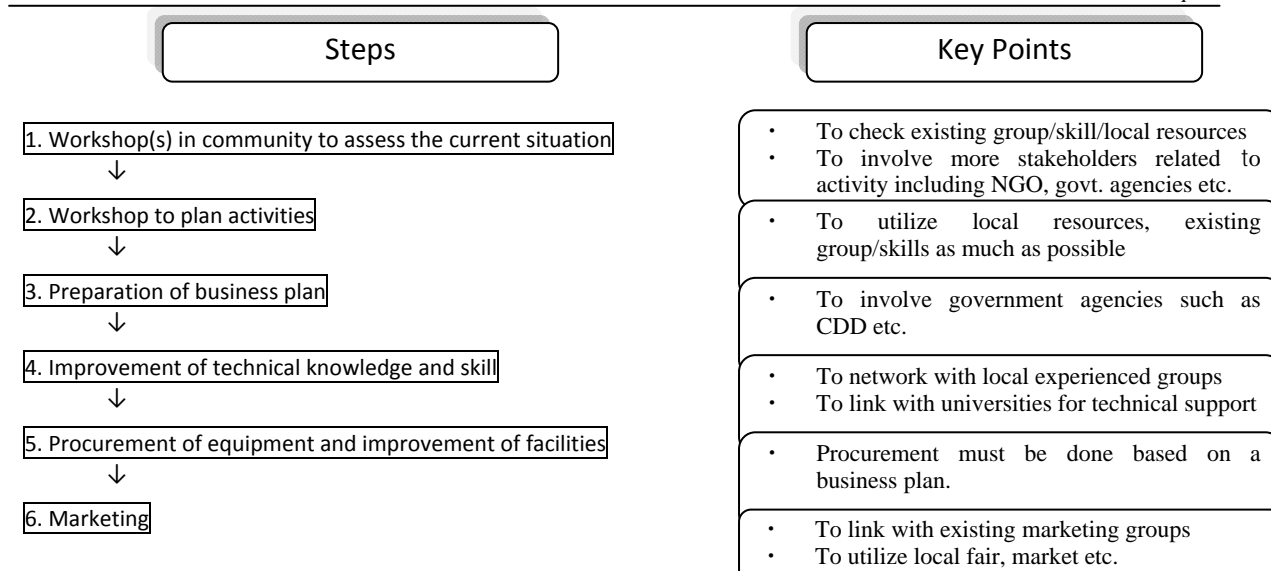 Steps
Key Points
1. Workshop(s) in community to assess the current situation
↓
2. Workshop to plan activities
↓
3. Preparation of business plan
↓
4. Improvement of technical knowledge and skill
↓
5. Procurement of equipment and improvement of facilities
↓
6. Marketing
・ To check existing group/skill/local resources
・ To involve more stakeholders related to
activity including NGO, govt. agencies etc.
・ To utilize local resources, existing
group/skills as much as possible
・ To involve government agencies such as
CDD etc.
・ To network with local experienced groups
・ To link with universities for technical support
・ Procurement must be done based on a
business plan.
・ To link with existing marketing groups
・ To utilize local fair, market etc.